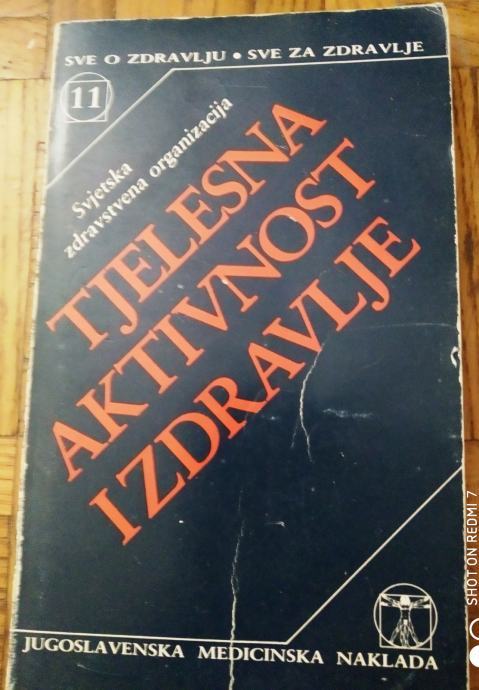 SVE O ZDRAVLJU • SVE ZA ZDRAVLJE
11
Svjetska
zdravstvena organizacija
TJELESNA
AKTIVNOST
I ZDRAVLJE
JUGOSLAVENSKA MEDICINSKA NAKLADA
SHOT ON REDMI 7